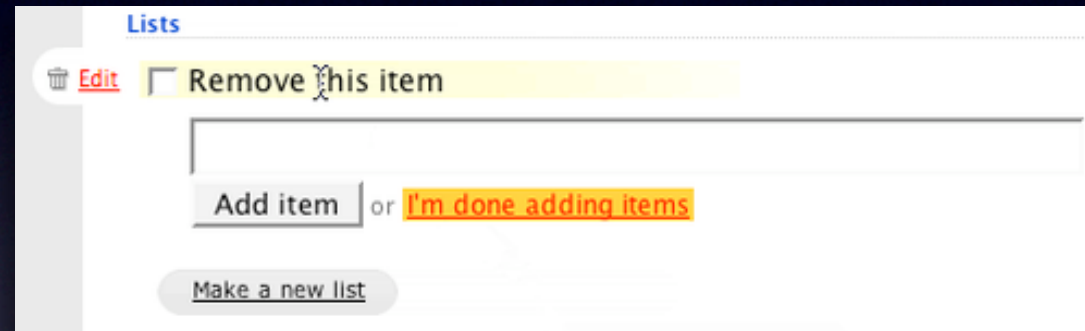 Lists
Edit Remove this item
Add item or I'm done adding items
Make a new list